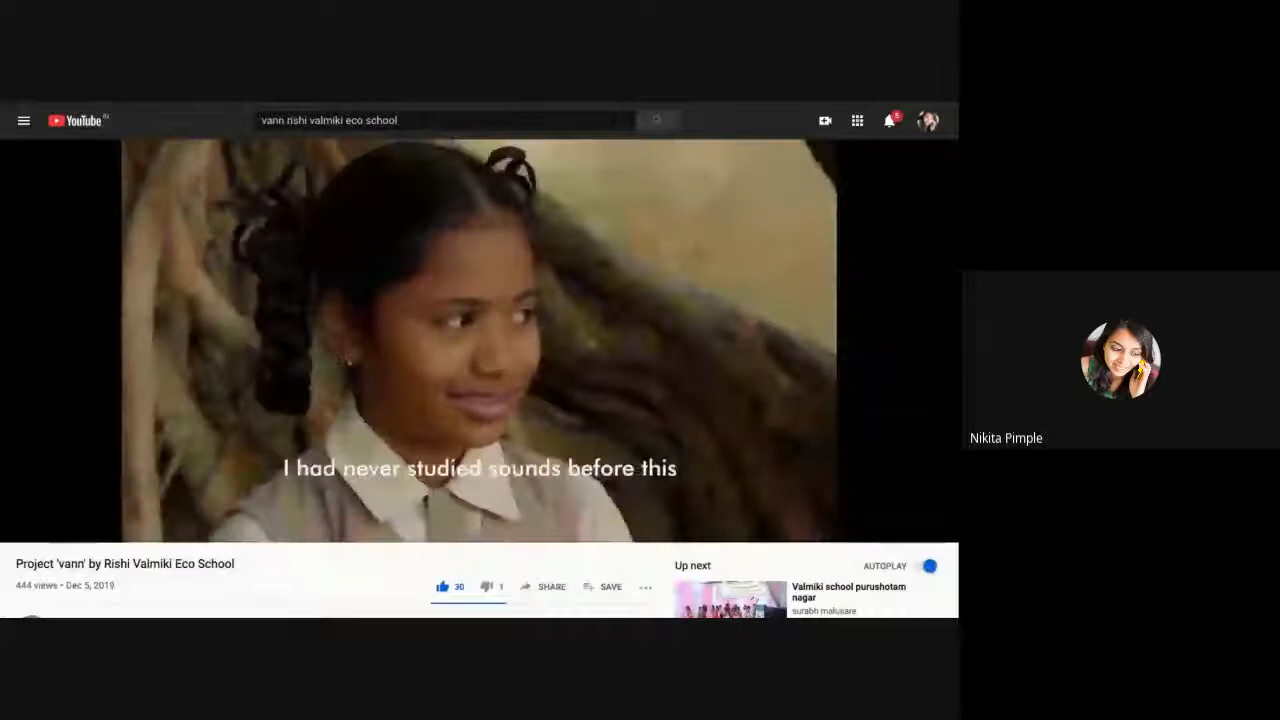 YouTube IN
vann rishi valmiki eco school
5
I had never studied sounds before this
Project 'vann' by Rishi Valmiki Eco School
444 views • Dec 5, 2019
30
1
SHARE
SAVE
Up next
AUTOPLAY
Valmiki school purushotam
nagar
surabh malusare
Nikita Pimple